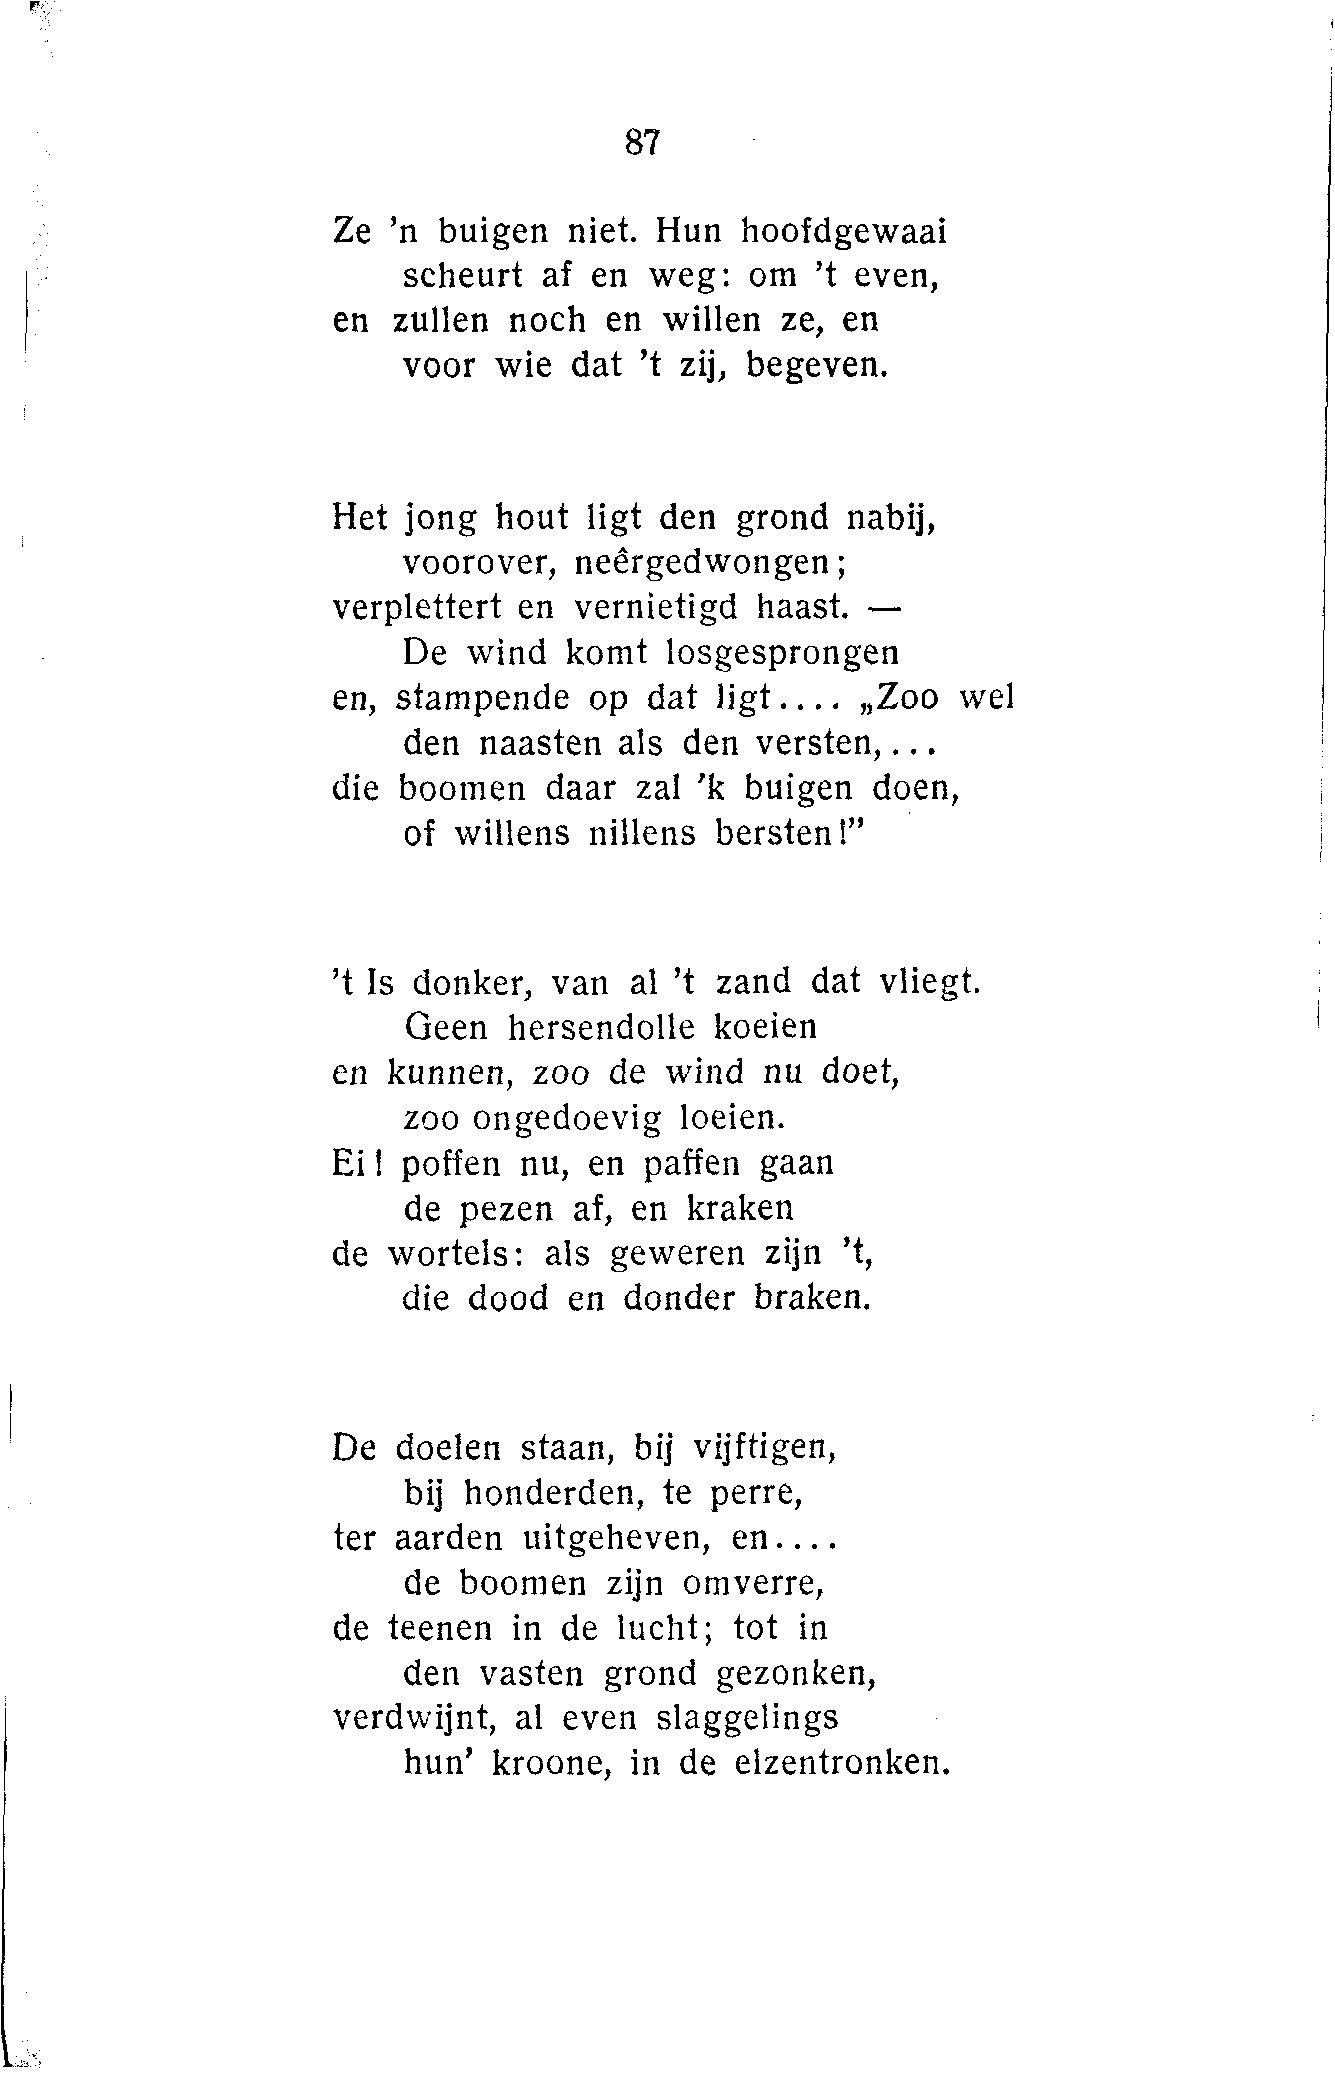 87
Ze ’n buigen niet. Hun hoofdgewaai
scheurt af en weg: om ’t even,
en zullen noch en willen ze, en
voor wie dat ’t zij, begeven.
Het jong hout ligt den grond nabij,
voorover, neêrgedwongen;
verplettert en vernietigd haast. —
De wind komt losgesprongen
en, stampende op dat ligt.... „Zoo wel
den naasten als den versten,...
die boomen daar zal ’k buigen doen,
of willens nillens bersten!”
’t Is donker, van al ’t zand dat vliegt.
Geen hersendolle koeien
en kunnen, zoo de wind nu doet,
zoo ongedoevig loeien.
Ei! poffen nu, en paffen gaan
de pezen af, en kraken
de wortels: als geweren zijn ’t,
die dood en donder braken.
De doelen staan, bij vijftigen,
bij honderden, te perre,
ter aarden uitgeheven, en....
de boomen zijn omverre,
de teenen in de lucht; tot in
den vasten grond gezonken,
verdwijnt, al even slaggelings
hun’ kroone, in de elzentronken.